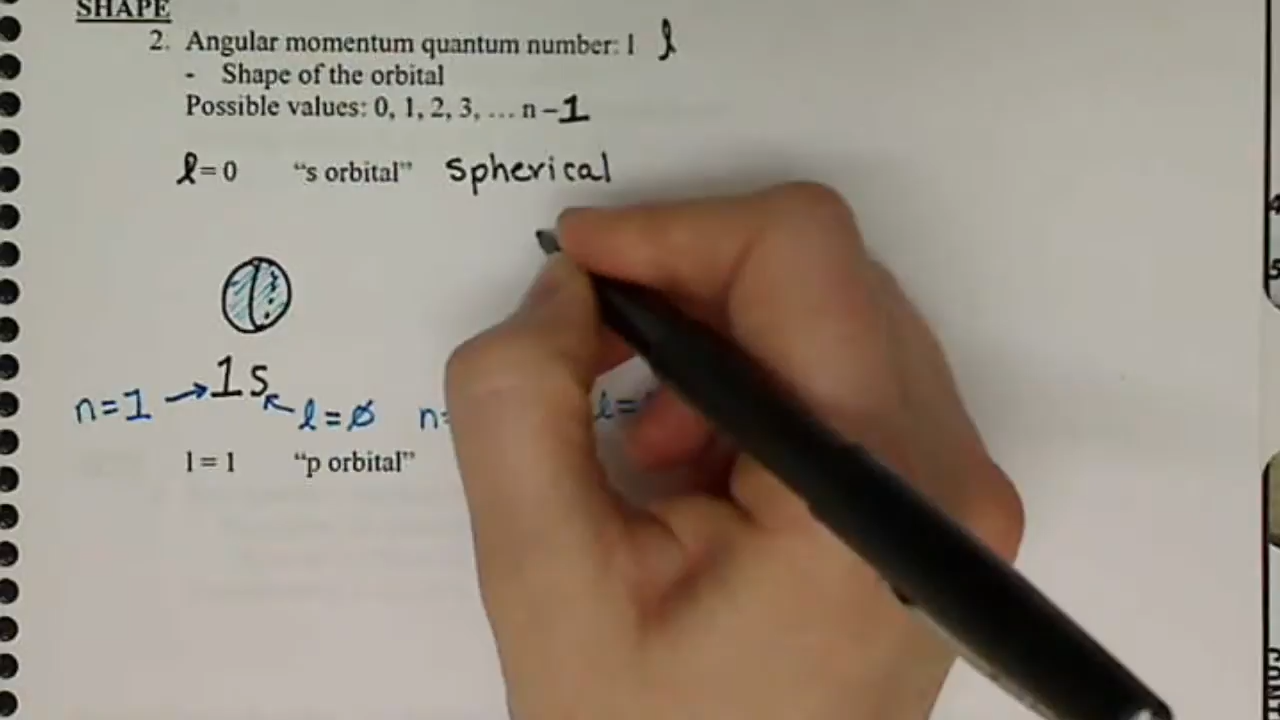 SHAPE
2. Angular momentum quantum number: l ℓ
- Shape of the orbital
Possible values: 0, 1, 2, 3, … n – 1
ℓ = 0 “s orbital” spherical
1s
n=1 → ℓ = 0 n= ℓ=
l = 1 “p orbital”